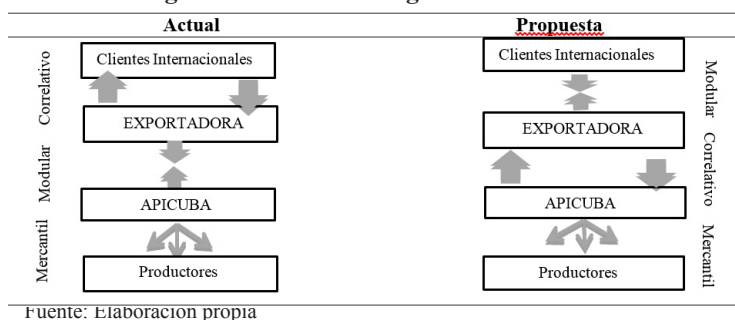 Actual Propuesta
Clientes Internacionales Clientes Internacionales
Correlativo Modular
EXPORTADORA EXPORTADORA
Modular Correlativo
APICUBA APICUBA
Mercantil Mercantil
Productores Productores
Fuente: Elaboración propia